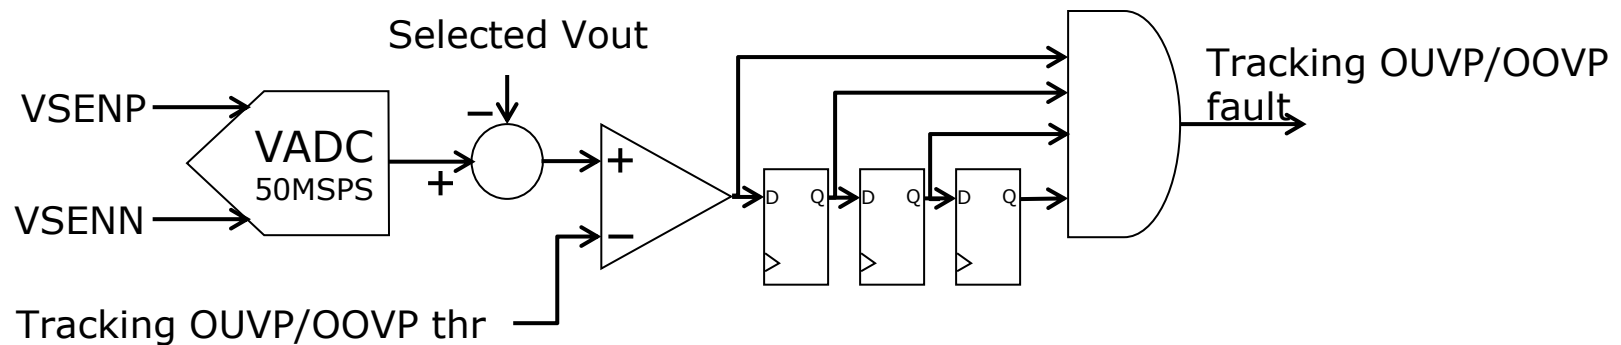 Selected Vout
Tracking OUVP/OOVP
fault
VSENP
−
VADC
50MSPS
+
+
VSENN
−
D Q D Q D Q
Tracking OUVP/OOVP thr